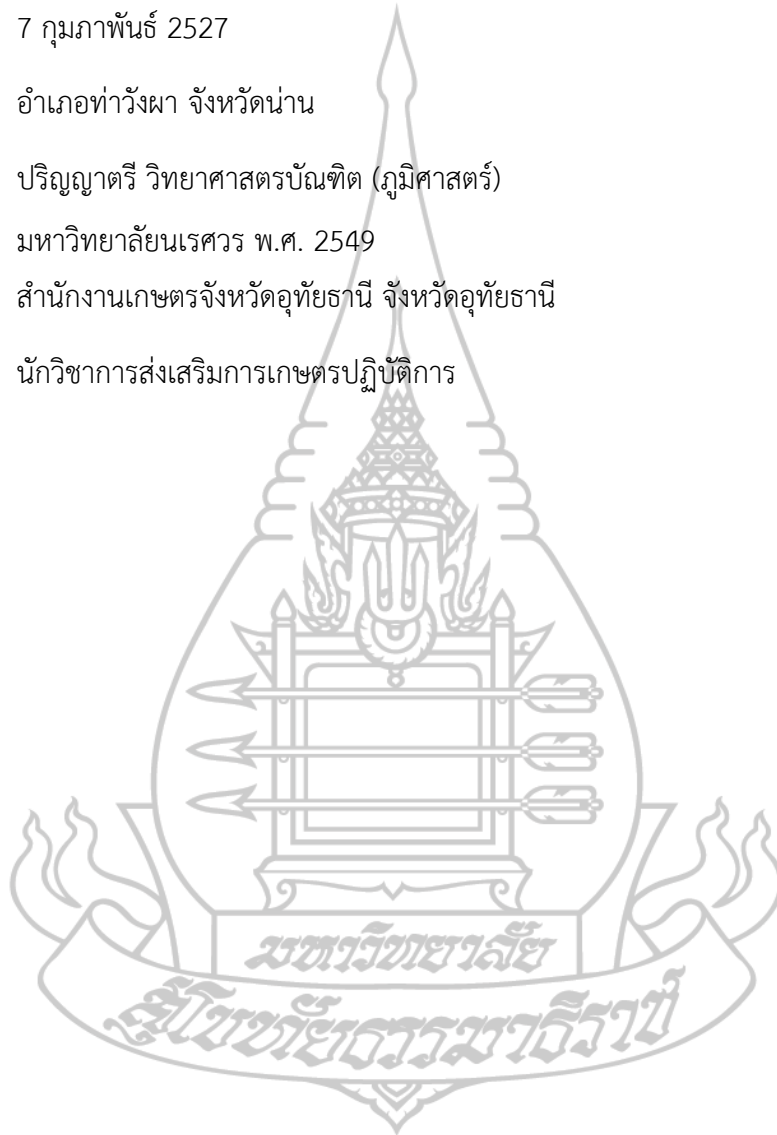 7 กุมภาพันธ์ 2527
อำเภอท่าวังผา จังหวัดน่าน
ปริญญาตรี วิทยาศาสตรบัณฑิต (ภูมิศาสตร์)
มหาวิทยาลัยนเรศวร พ.ศ. 2549
สำนักงานเกษตรจังหวัดอุทัยธานี จังหวัดอุทัยธานี
นักวิชาการส่งเสริมการเกษตรปฏิบัติการ
มหาวิทยาลัย
สุโขทัยธรรมาธิราช